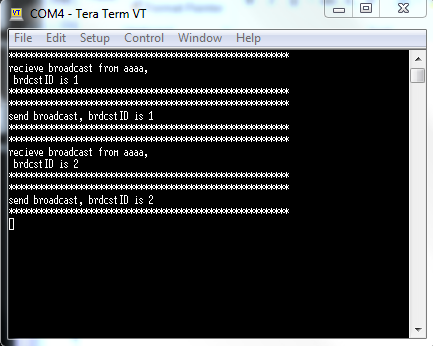 COM4 - Tera Term VT
File Edit Setup Control Window Help
********************************************************
recieve broadcast from aaaa,
brdcstID is 1
********************************************************
********************************************************
send broadcast, brdcstID is 1
********************************************************
********************************************************
recieve broadcast from aaaa,
brdcstID is 2
********************************************************
********************************************************
send broadcast, brdcstID is 2
********************************************************